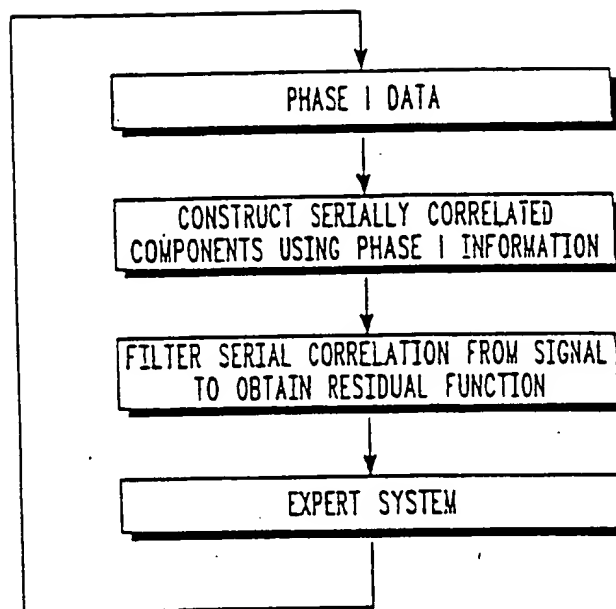 PHASE I DATA
CONSTRUCT SERIALLY CORRELATED
COMPONENTS USING PHASE I INFORMATION
FILTER SERIAL CORRELATION FROM SIGNAL
TO OBTAIN RESIDUAL FUNCTION
EXPERT SYSTEM